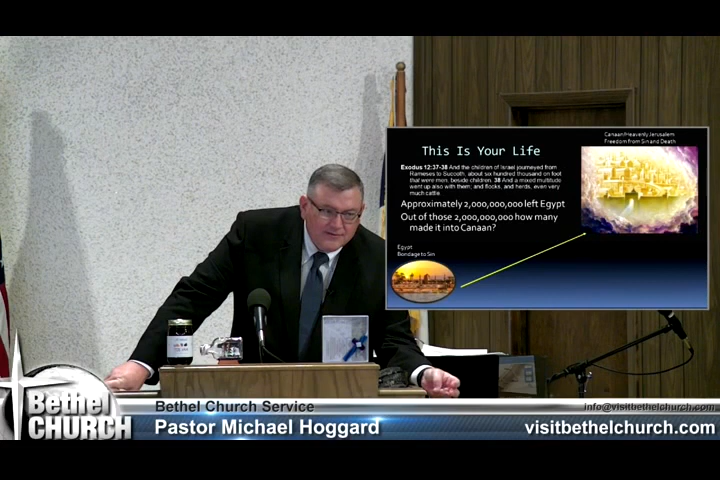 Canaan/Heavenly Jerusalem
Freedom from Sin and Death
This Is Your Life
Exodus 12:37-38 And the children of Israel journeyed from
Rameses to Succoth, about six hundred thousand on foot
that were men, beside children. 38 And a mixed multitude
went up also with them; and flocks, and herds, even very
much cattle.
Approximately 2,000,000,000 left Egypt
Out of those 2,000,000,000 how many
made it into Canaan?
Egypt
Bondage to Sin
Bethel
CHURCH
Bethel Church Service
info@visitbethelchurch.com
Pastor Michael Hoggard
visitbethelchurch.com